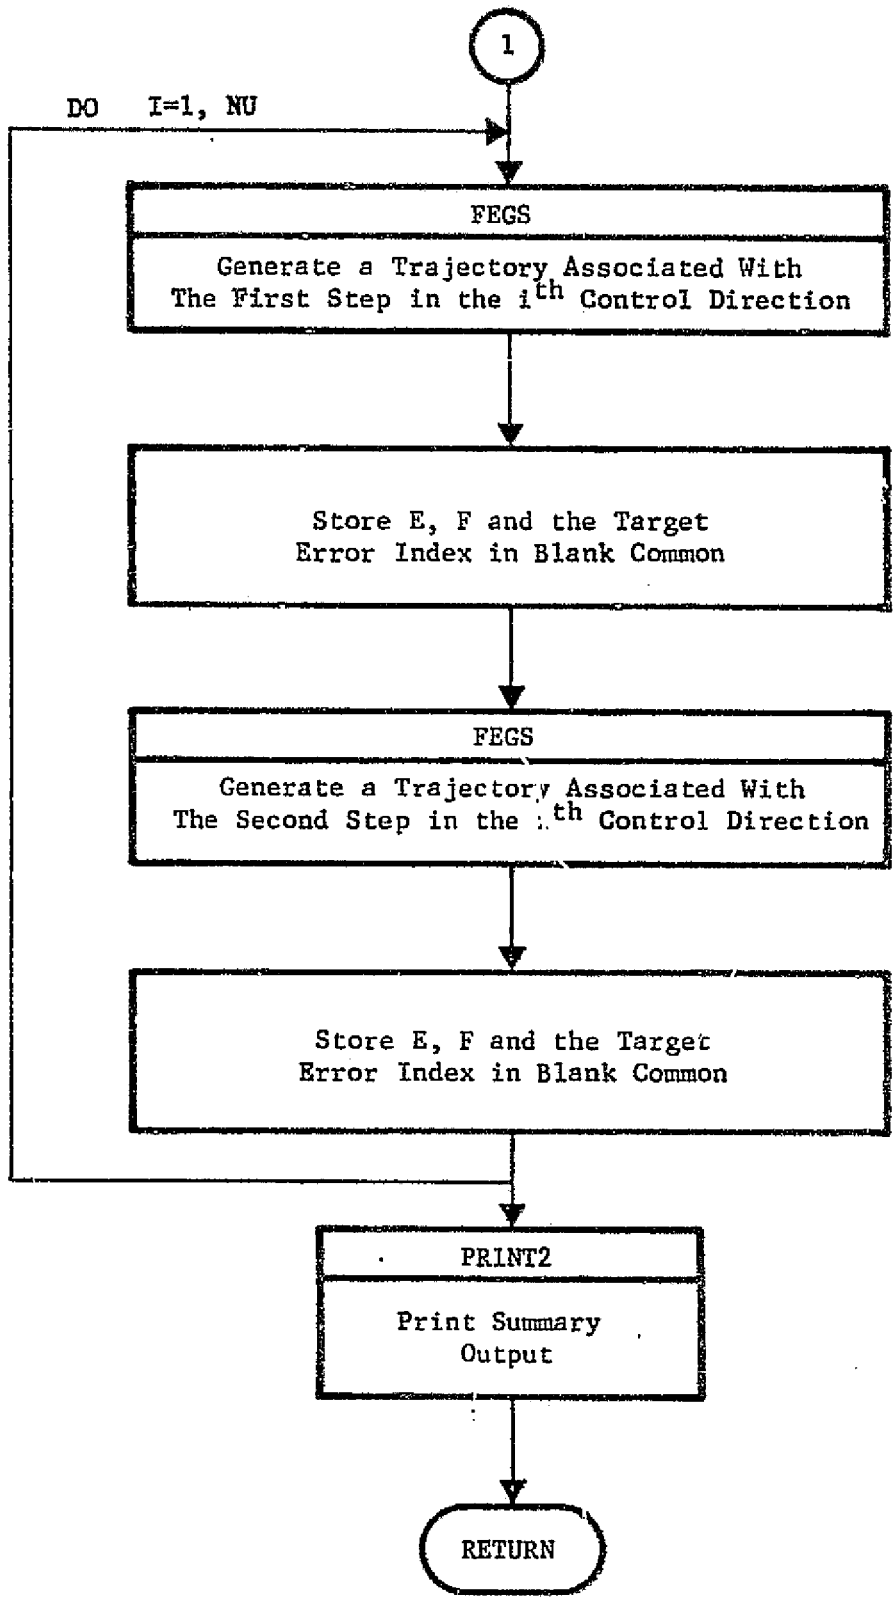 1
DO I=1, NU
FEGS
Generate a Trajectory Associated With
The First Step in the ith Control Direction
Store E, F and the Target
Error Index in Blank Common
FEGS
Generate a Trajectory Associated With
The Second Step in the th Control Direction
Store E, F and the Target
Error Index in Blank Common
PRINT2
Print Summary
Output
RETURN